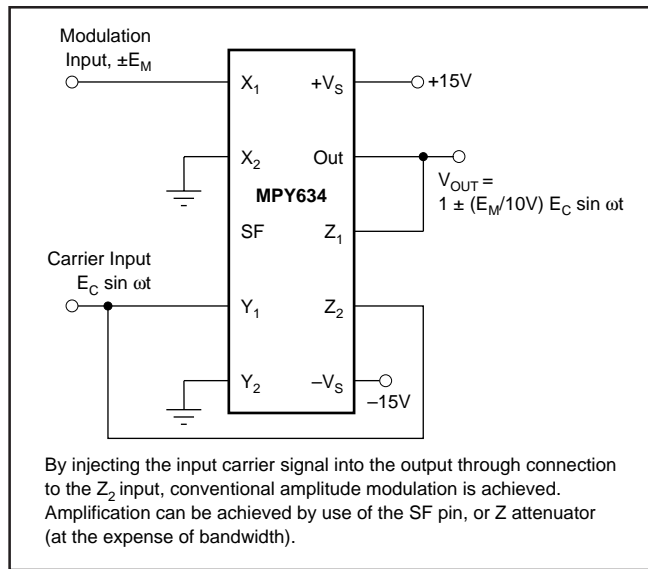 Modulation
Input, ±E_M
X_1
+V_S
+15V
X_2
Out
MPY634
V_OUT =
1 ± (E_M/10V) E_C sin ωt
SF
Z_1
Carrier Input
E_C sin ωt
Y_1
Z_2
Y_2
–V_S
–15V
By injecting the input carrier signal into the output through connection
to the Z_2 input, conventional amplitude modulation is achieved.
Amplification can be achieved by use of the SF pin, or Z attenuator
(at the expense of bandwidth).